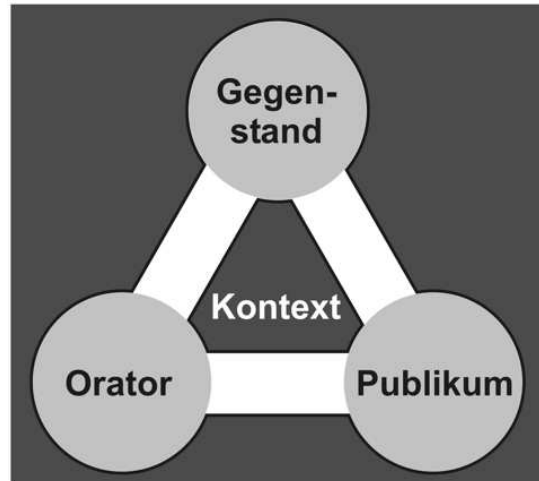 Gegen-
stand
Kontext
Orator
Publikum